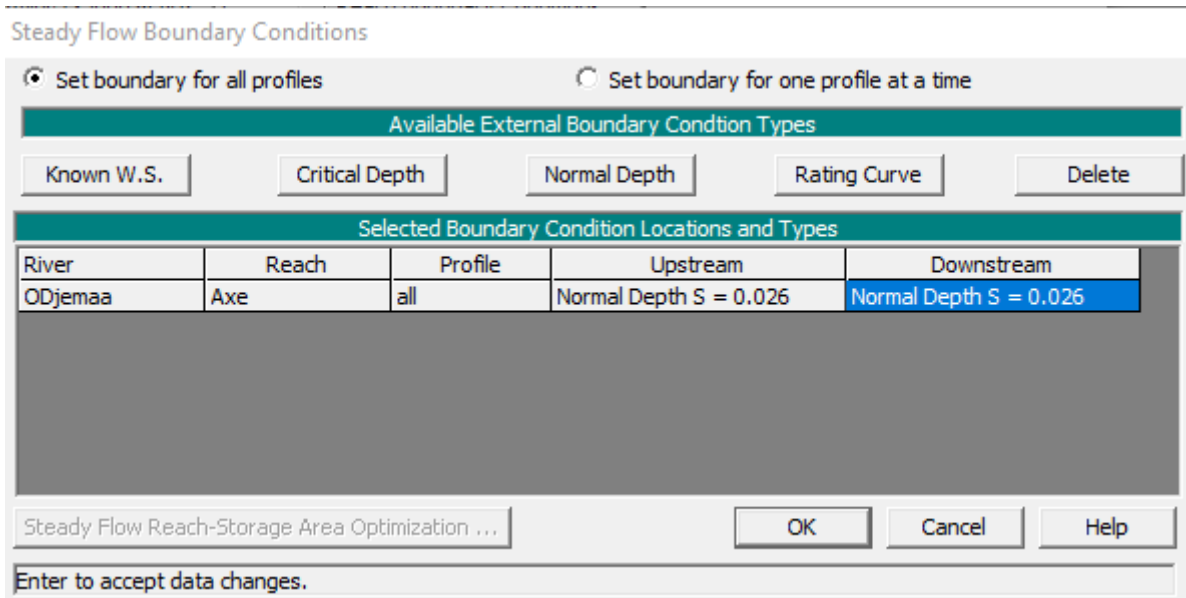 Steady Flow Boundary Conditions
Set boundary for all profiles Set boundary for one profile at a time
Available External Boundary Condtion Types
Known W.S. Critical Depth Normal Depth Rating Curve Delete
Selected Boundary Condition Locations and Types
River Reach Profile Upstream Downstream
ODjemaa Axe all Normal Depth S = 0.026 Normal Depth S = 0.026
Steady Flow Reach-Storage Area Optimization ... OK Cancel Help
Enter to accept data changes.